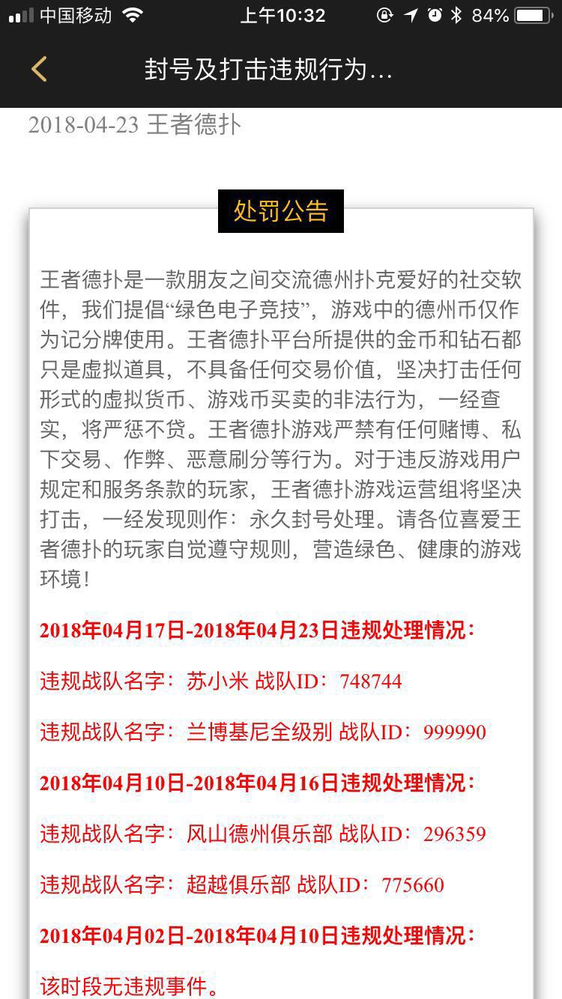 中国移动 上午10:32 84%
封号及打击违规行为...
2018-04-23 王者德扑
处罚公告
王者德扑是一款朋友之间交流德州扑克爱好的社交软
件，我们提倡“绿色电子竞技”，游戏中的德州币仅作
为记分牌使用。王者德扑平台所提供的金币和钻石都
只是虚拟道具，不具备任何交易价值，坚决打击任何
形式的虚拟货币、游戏币买卖的非法行为，一经查
实，将严惩不贷。王者德扑游戏严禁有任何赌博、私
下交易、作弊、恶意刷分等行为。对于违反游戏用户
规定和服务条款的玩家，王者德扑游戏运营组将坚决
打击，一经发现则作：永久封号处理。请各位喜爱王
者德扑的玩家自觉遵守规则，营造绿色、健康的游戏
环境！
2018年04月17日-2018年04月23日违规处理情况：
违规战队名字：苏小米 战队ID：748744
违规战队名字：兰博基尼全级别 战队ID：999990
2018年04月10日-2018年04月16日违规处理情况：
违规战队名字：风山德州俱乐部 战队ID：296359
违规战队名字：超越俱乐部 战队ID：775660
2018年04月02日-2018年04月10日违规处理情况：
该时段无违规事件。